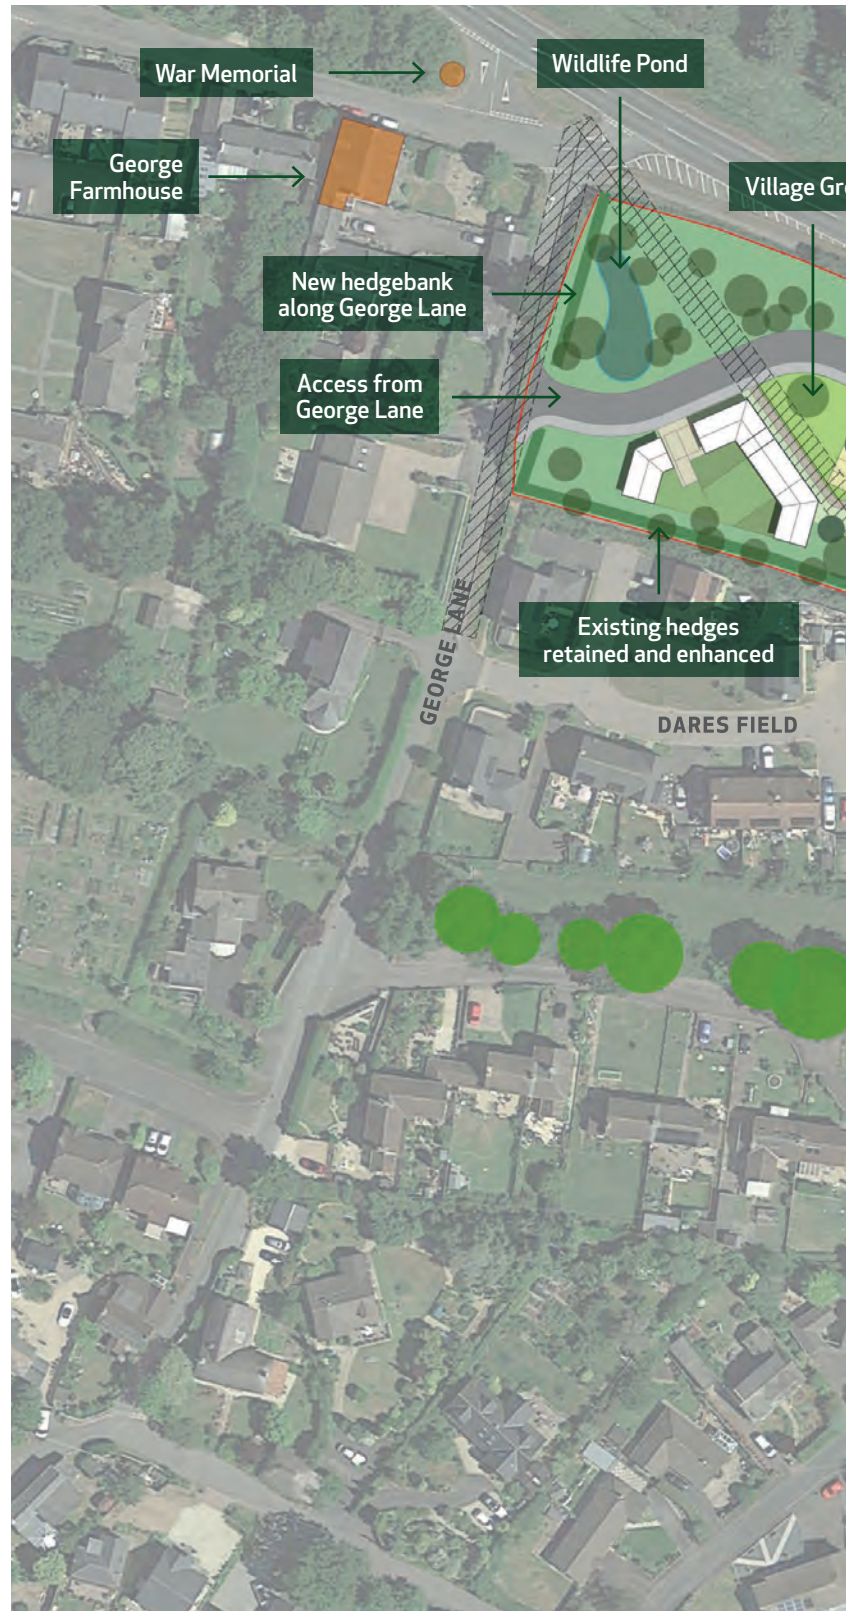 War Memorial
Wildlife Pond
George
Farmhouse
Village Gre
New hedgebank
along George Lane
Access from
George Lane
Existing hedges
retained and enhanced
GEORGE LANE
DARES FIELD